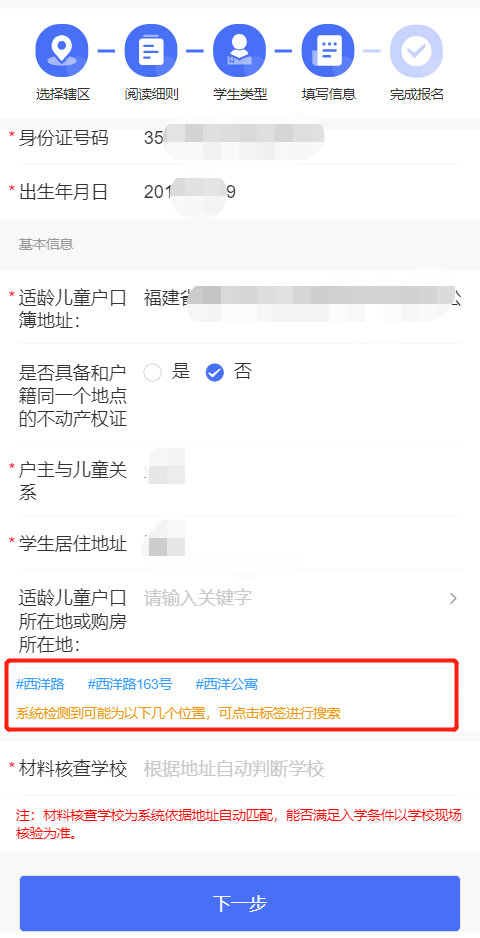 选择辖区
阅读细则
学生类型
填写信息
完成报名
* 身份证号码 35
* 出生年月日 201 9
基本信息
* 适龄儿童户口 福建省
簿地址:
是否具备和户 是 否
籍同一个地点
的不动产权证
* 户主与儿童关
系
* 学生居住地址
适龄儿童户口 请输入关键字
所在地或购房
所在地:
#西洋路 #西洋路163号 #西洋公寓
系统检测到可能为以下几个位置，可点击标签进行搜索
* 材料核查学校 根据地址自动判断学校
注：材料核查学校为系统依据地址自动匹配，能否满足入学条件以学校现场
核验为准。
下一步